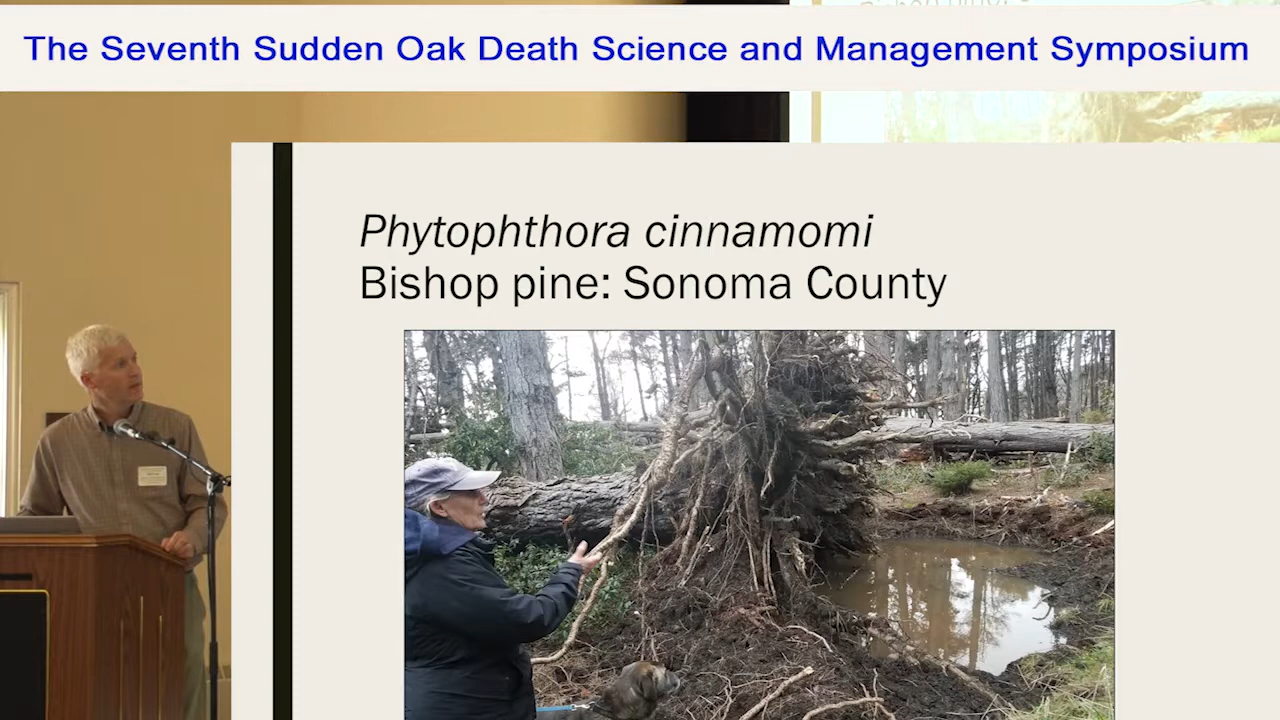 The Seventh Sudden Oak Death Science and Management Symposium
Phytophthora cinnamomi
Bishop pine: Sonoma County